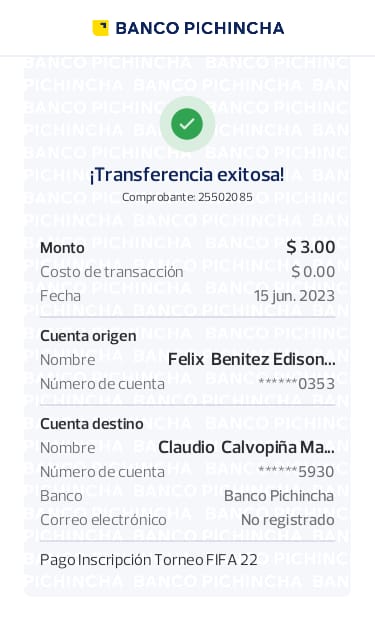 BANCO PICHINCHA
¡Transferencia exitosa!
Comprobante: 25502085
Monto $ 3.00
Costo de transacción $ 0.00
Fecha 15 jun. 2023
Cuenta origen
Nombre Felix Benitez Edison...
Número de cuenta ******0353
Cuenta destino
Nombre Claudio Calvopiña Ma...
Número de cuenta ******5930
Banco Banco Pichincha
Correo electrónico No registrado
Pago Inscripción Torneo FIFA 22